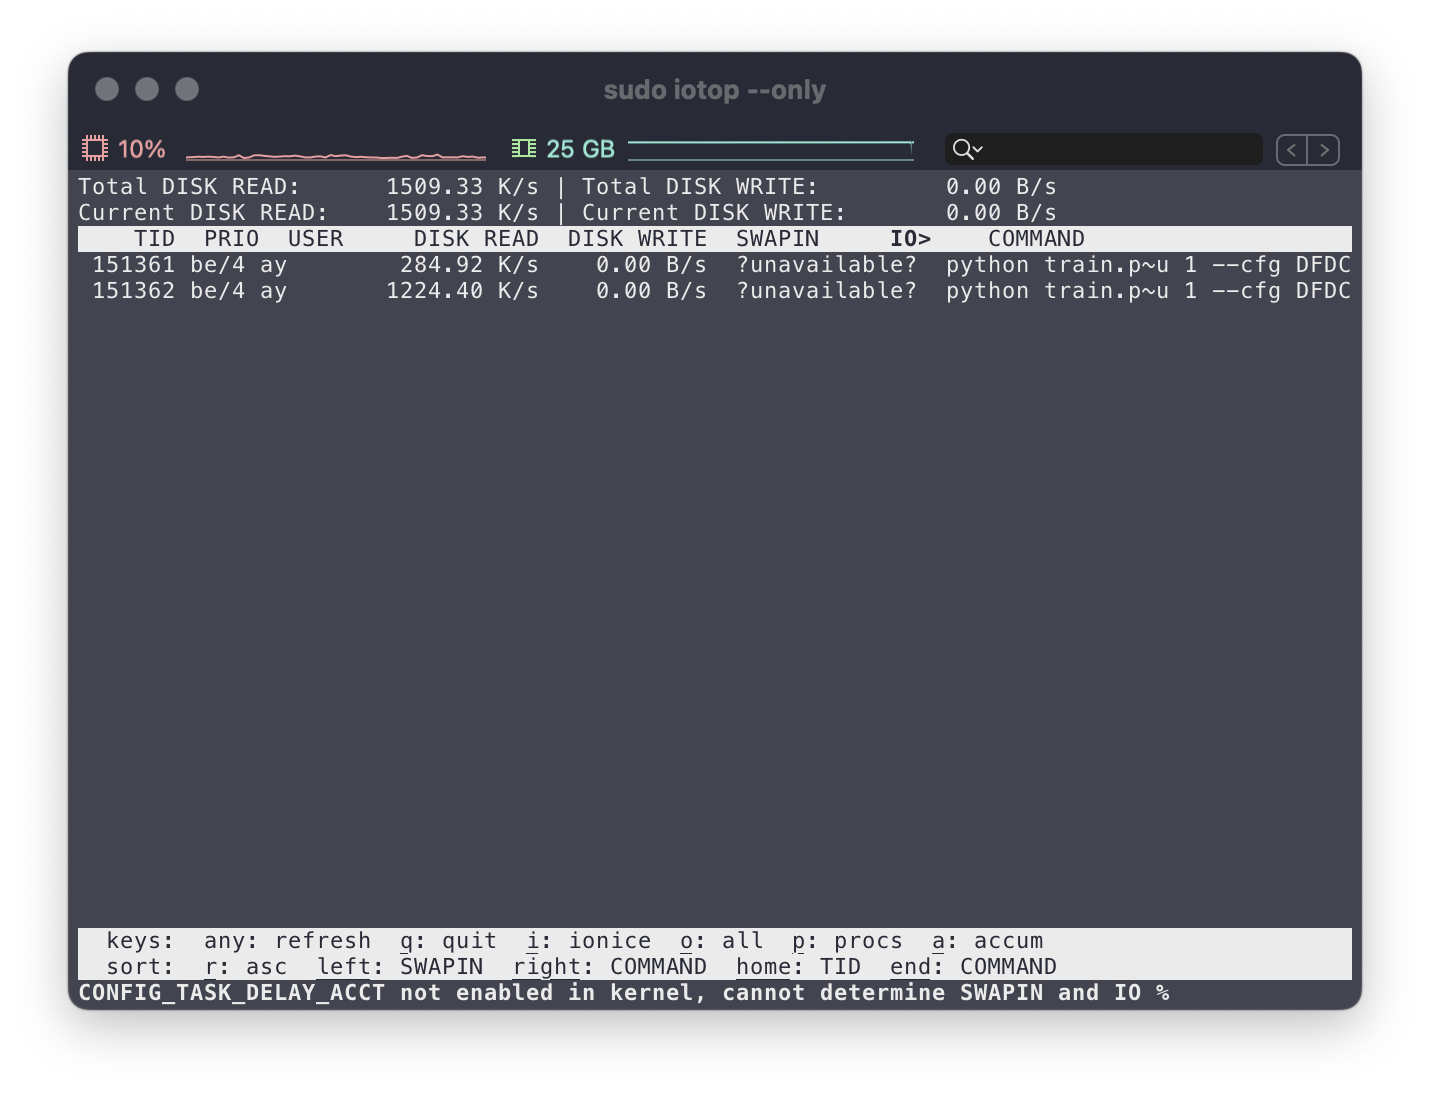 sudo iotop --only
10% 25 GB
Total DISK READ: 1509.33 K/s | Total DISK WRITE: 0.00 B/s
Current DISK READ: 1509.33 K/s | Current DISK WRITE: 0.00 B/s
TID PRIO USER DISK READ DISK WRITE SWAPIN IO> COMMAND
151361 be/4 ay 284.92 K/s 0.00 B/s ?unavailable? python train.p~u 1 --cfg DFDC
151362 be/4 ay 1224.40 K/s 0.00 B/s ?unavailable? python train.p~u 1 --cfg DFDC
keys: any: refresh q: quit i: ionice o: all p: procs a: accum
sort: r: asc left: SWAPIN right: COMMAND home: TID end: COMMAND
CONFIG_TASK_DELAY_ACCT not enabled in kernel, cannot determine SWAPIN and IO %